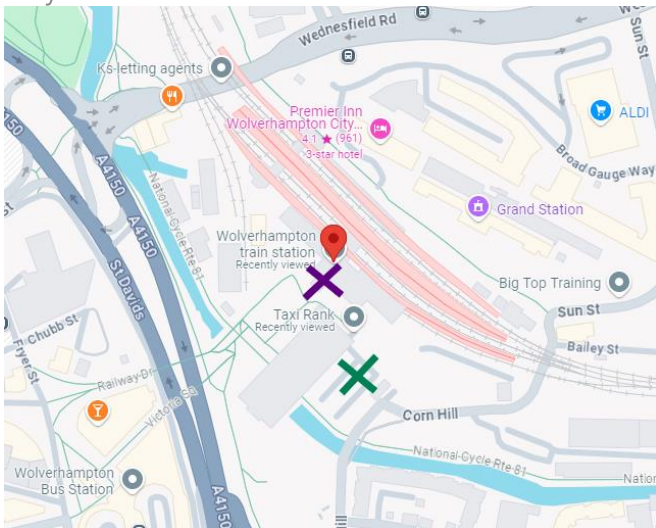 Wednesfield Rd
Sun St
Ks-letting agents
Premier Inn
Wolverhampton City...
4.1 ★ (961)
3-star hotel
ALDI
Broad Gauge Way
A4150
A4150
A4150
National Cycle Rte 81
Grand Station
Wolverhampton
train station
Recently viewed
St Davids
Big Top Training
Taxi Rank
Recently viewed
Sun St
Chubb St
Fryer St
Bailey St
Railway Dr
Victoria Sq
Corn Hill
National Cycle Rte 81
Wolverhampton
Bus Station
A4150
Nation